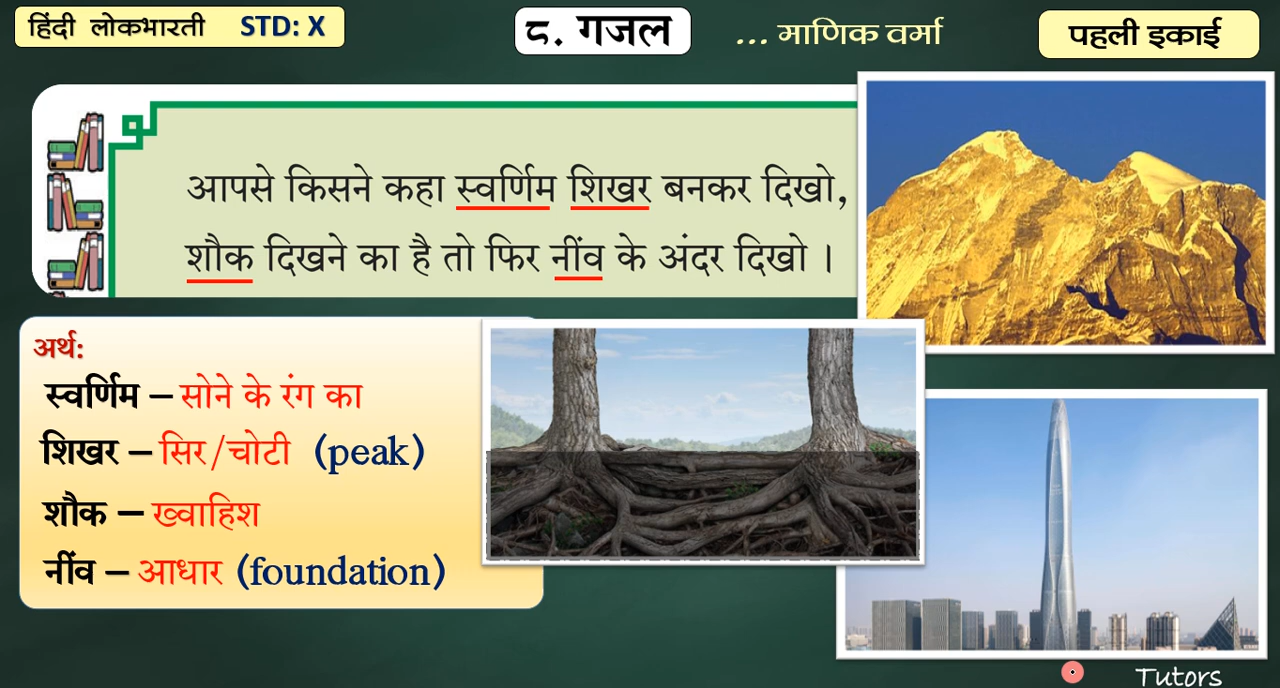 हिंदी लोकभारती STD: X
८. गजल
... माणिक वर्मा
पहली इकाई
आपसे किसने कहा स्वर्णिम शिखर बनकर दिखो,
शौक दिखने का है तो फिर नींव के अंदर दिखो ।
अर्थ:
स्वर्णिम – सोने के रंग का
शिखर – सिर/चोटी (peak)
शौक – ख्वाहिश
नींव – आधार (foundation)
Tutors